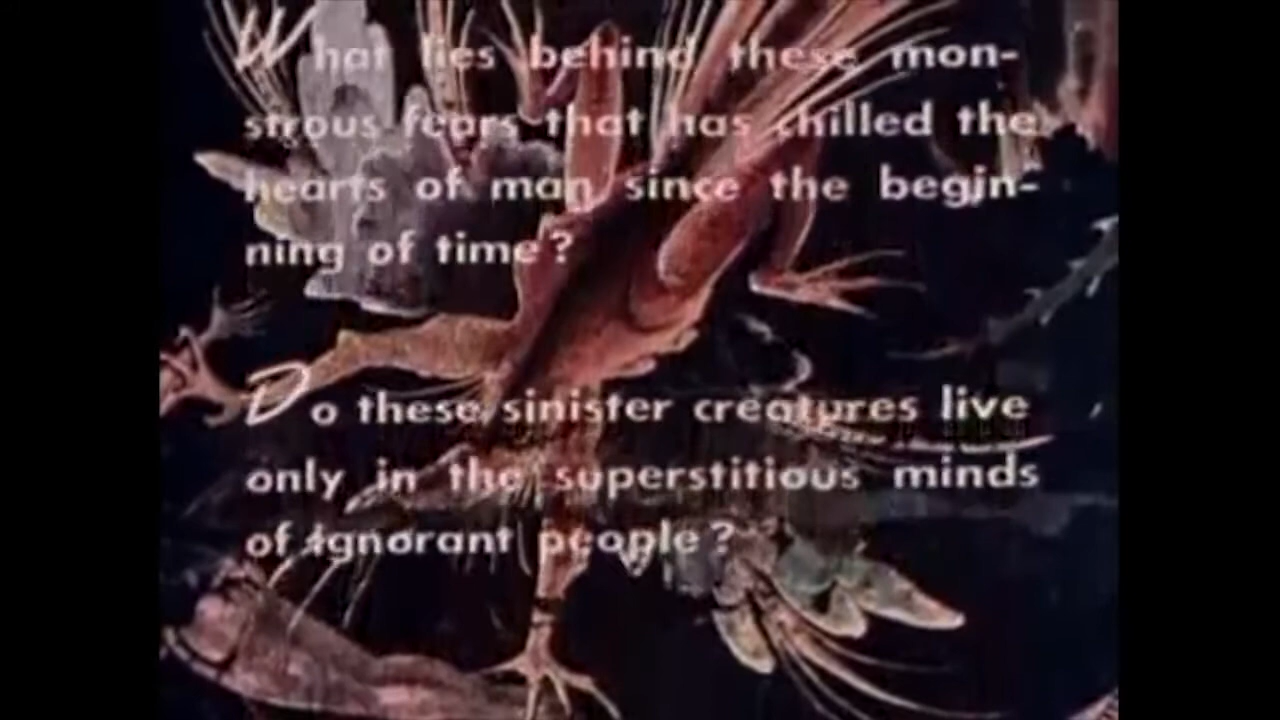 What lies behind these mon-
strous fears that has chilled the
hearts of man since the begin-
ning of time?
Do these sinister creatures live
only in the superstitious minds
of ignorant people?